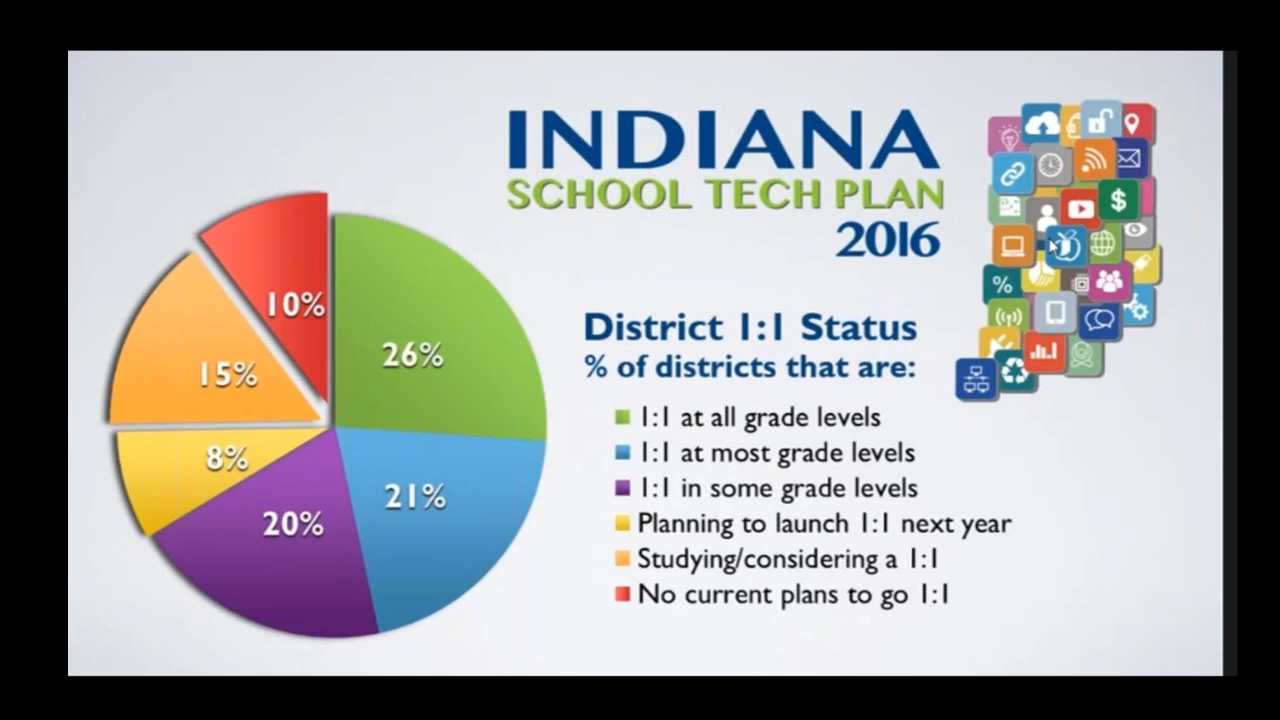 INDIANA
SCHOOL TECH PLAN
2016
District 1:1 Status
% of districts that are:
1:1 at all grade levels
1:1 at most grade levels
1:1 in some grade levels
Planning to launch 1:1 next year
Studying/considering a 1:1
No current plans to go 1:1
10%
26%
15%
8%
21%
20%
$
%